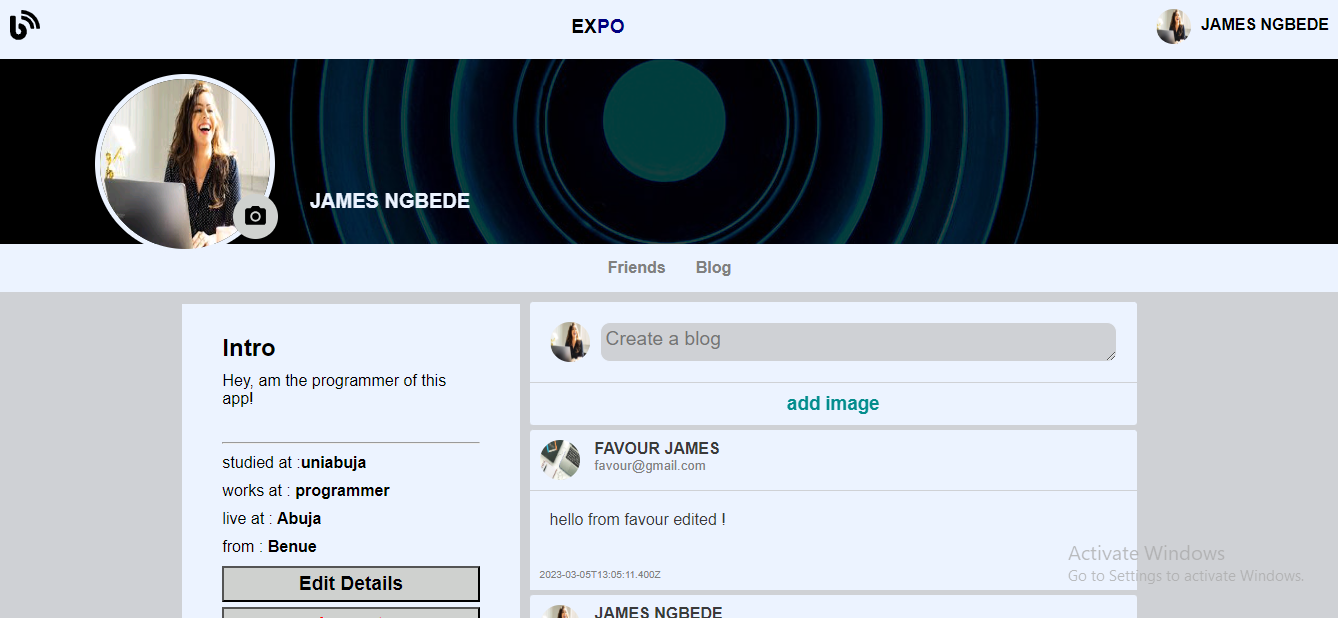 EXPO
JAMES NGBEDE
JAMES NGBEDE
Friends
Blog
Intro
Hey, am the programmer of this
app!
studied at :uniabuja
works at : programmer
live at : Abuja
from : Benue
Edit Details
Create a blog
add image
FAVOUR JAMES
favour@gmail.com
hello from favour edited !
2023-03-05T13:05:11.400Z
JAMES NGBEDE
Activate Windows
Go to Settings to activate Windows.